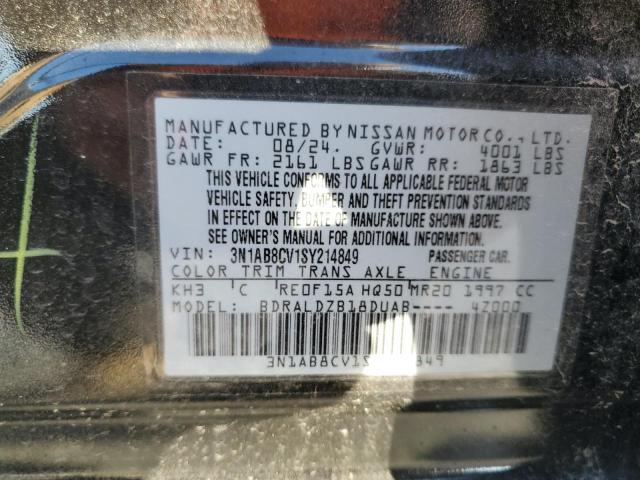 MANUFACTURED BY NISSAN MOTOR CO., LTD.
DATE: 08/24. GVWR: 4001 LBS
GAWR FR: 2161 LBS GAWR RR: 1863 LBS
THIS VEHICLE CONFORMS TO ALL APPLICABLE FEDERAL MOTOR
VEHICLE SAFETY, BUMPER AND THEFT PREVENTION STANDARDS
IN EFFECT ON THE DATE OF MANUFACTURE SHOWN ABOVE.
SEE OWNER'S MANUAL FOR ADDITIONAL INFORMATION.
VIN: 3N1AB8CV1SY214849 PASSENGER CAR.
COLOR TRIM TRANS AXLE ENGINE
KH3 C RE0F15A HQ50 MR20 1997 CC
MODEL: BDRALDZB18DUAB---- 4Z000